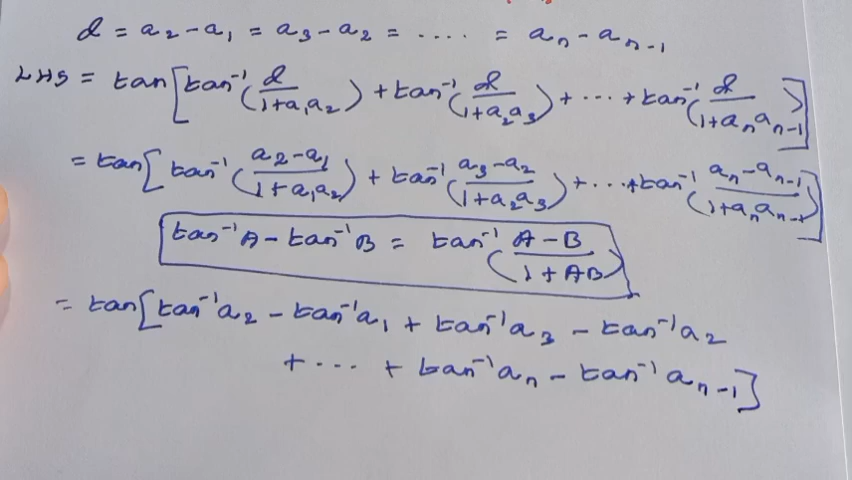 d = a₂ - a₁ = a₃ - a₂ = .... = aₙ - aₙ₋₁
LHS = tan[tan⁻¹(d/(1+a₁a₂)) + tan⁻¹(d/(1+a₂a₃)) + ... + tan⁻¹(d/(1+aₙaₙ₋₁))]
= tan[tan⁻¹((a₂-a₁)/(1+a₁a₂)) + tan⁻¹((a₃-a₂)/(1+a₂a₃)) + ... + tan⁻¹((aₙ-aₙ₋₁)/(1+aₙaₙ₋₁))]
tan⁻¹A - tan⁻¹B = tan⁻¹((A-B)/(1+AB))
= tan[tan⁻¹a₂ - tan⁻¹a₁ + tan⁻¹a₃ - tan⁻¹a₂
+ ... + tan⁻¹aₙ - tan⁻¹aₙ₋₁]